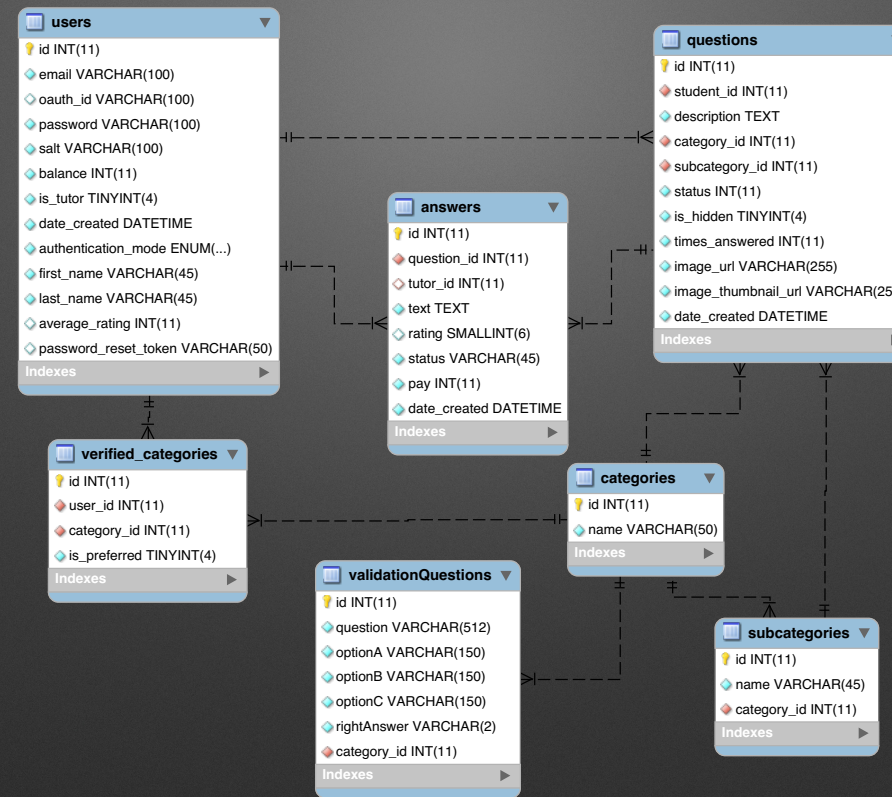 users
id INT(11)
email VARCHAR(100)
oauth_id VARCHAR(100)
password VARCHAR(100)
salt VARCHAR(100)
balance INT(11)
is_tutor TINYINT(4)
date_created DATETIME
authentication_mode ENUM(...)
first_name VARCHAR(45)
last_name VARCHAR(45)
average_rating INT(11)
password_reset_token VARCHAR(50)
Indexes
questions
id INT(11)
student_id INT(11)
description TEXT
category_id INT(11)
subcategory_id INT(11)
status INT(11)
is_hidden TINYINT(4)
times_answered INT(11)
image_url VARCHAR(255)
image_thumbnail_url VARCHAR(25
date_created DATETIME
Indexes
answers
id INT(11)
question_id INT(11)
tutor_id INT(11)
text TEXT
rating SMALLINT(6)
status VARCHAR(45)
pay INT(11)
date_created DATETIME
Indexes
verified_categories
id INT(11)
user_id INT(11)
category_id INT(11)
is_preferred TINYINT(4)
Indexes
categories
id INT(11)
name VARCHAR(50)
Indexes
validationQuestions
id INT(11)
question VARCHAR(512)
optionA VARCHAR(150)
optionB VARCHAR(150)
optionC VARCHAR(150)
rightAnswer VARCHAR(2)
category_id INT(11)
Indexes
subcategories
id INT(11)
name VARCHAR(45)
category_id INT(11)
Indexes